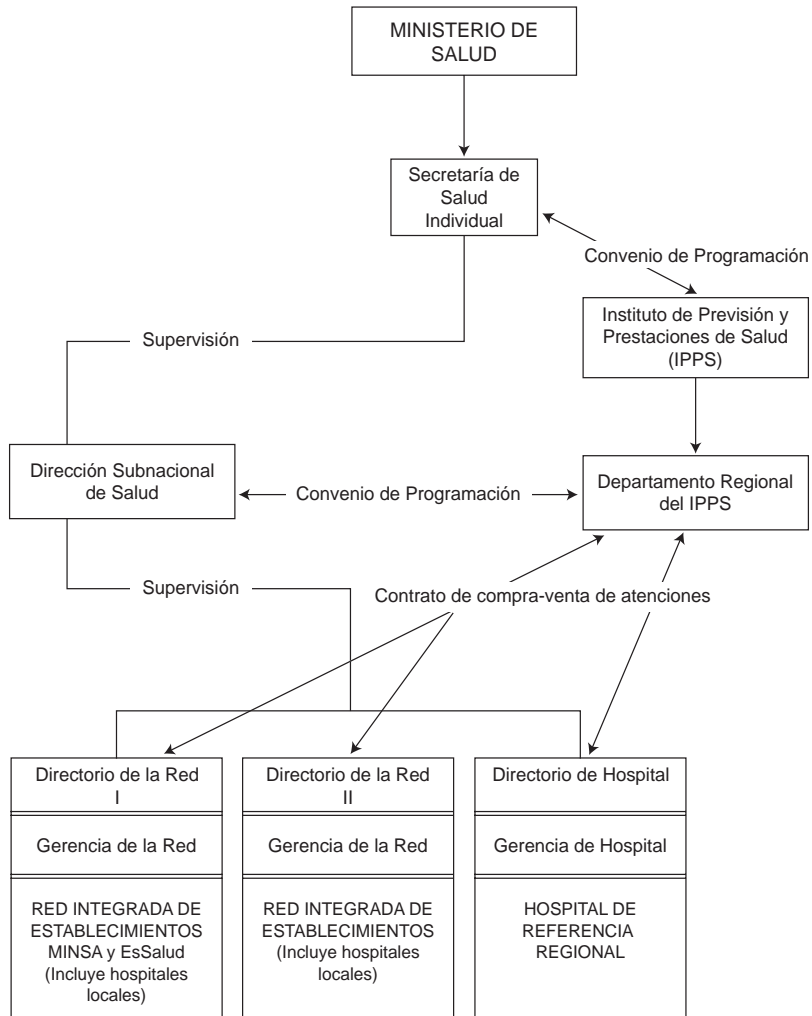 MINISTERIO DE
SALUD
Secretaría de
Salud
Individual
Convenio de Programación
Instituto de Previsión y
Prestaciones de Salud
(IPPS)
Supervisión
Dirección Subnacional
de Salud
Convenio de Programación
Departamento Regional
del IPPS
Supervisión
Contrato de compra-venta de atenciones
Directorio de la Red
I
Gerencia de la Red
RED INTEGRADA DE
ESTABLECIMIENTOS
MINSA y EsSalud
(Incluye hospitales
locales)
Directorio de la Red
II
Gerencia de la Red
RED INTEGRADA DE
ESTABLECIMIENTOS
(Incluye hospitales
locales)
Directorio de Hospital
Gerencia de Hospital
HOSPITAL DE
REFERENCIA
REGIONAL